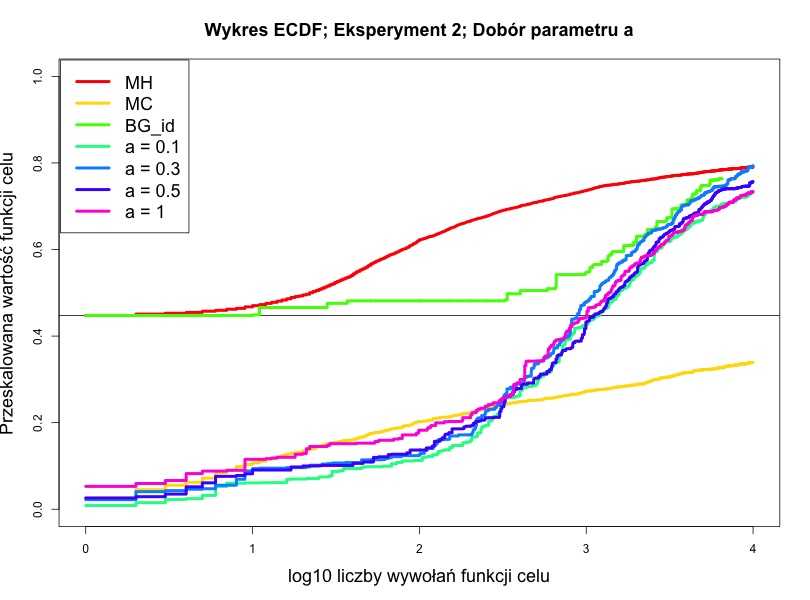 Wykres ECDF; Eksperyment 2; Dobór parametru a
Przeskalowana wartość funkcji celu
1.0
0.8
0.6
0.4
0.2
0.0
MH
MC
BG_id
a = 0.1
a = 0.3
a = 0.5
a = 1
0 1 2 3 4
log10 liczby wywołań funkcji celu